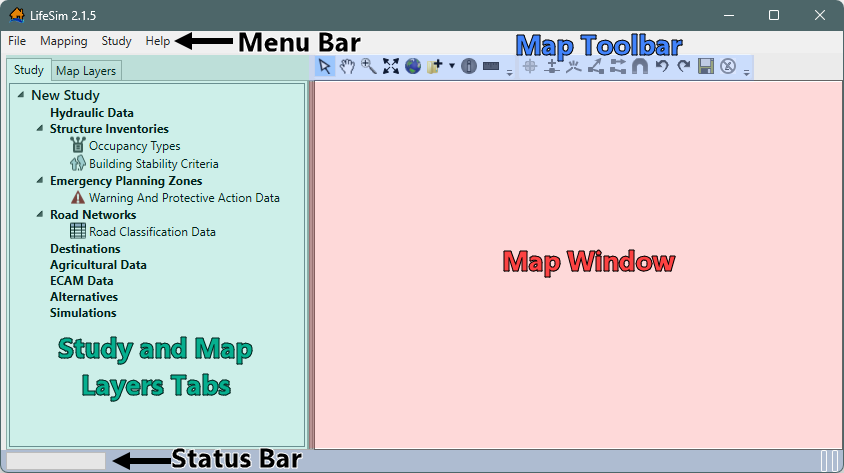 LifeSim 2.1.5
File Mapping Study Help
Menu Bar
Map Toolbar
Study Map Layers
New Study
Hydraulic Data
Structure Inventories
Occupancy Types
Building Stability Criteria
Emergency Planning Zones
Warning And Protective Action Data
Road Networks
Road Classification Data
Destinations
Agricultural Data
ECAM Data
Alternatives
Simulations
Study and Map
Layers Tabs
Map Window
Status Bar